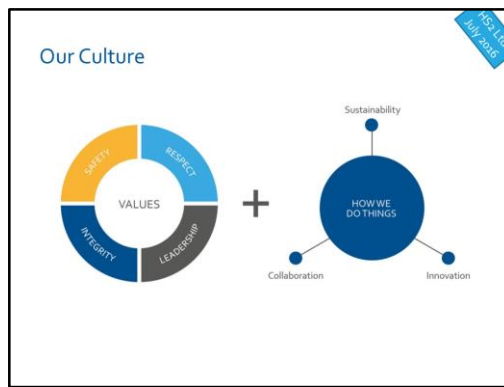 HS2 Ltd
July 2016
Our Culture
SAFETY
RESPECT
VALUES
INTEGRITY
LEADERSHIP
+
Sustainability
HOW WE
DO THINGS
Collaboration
Innovation